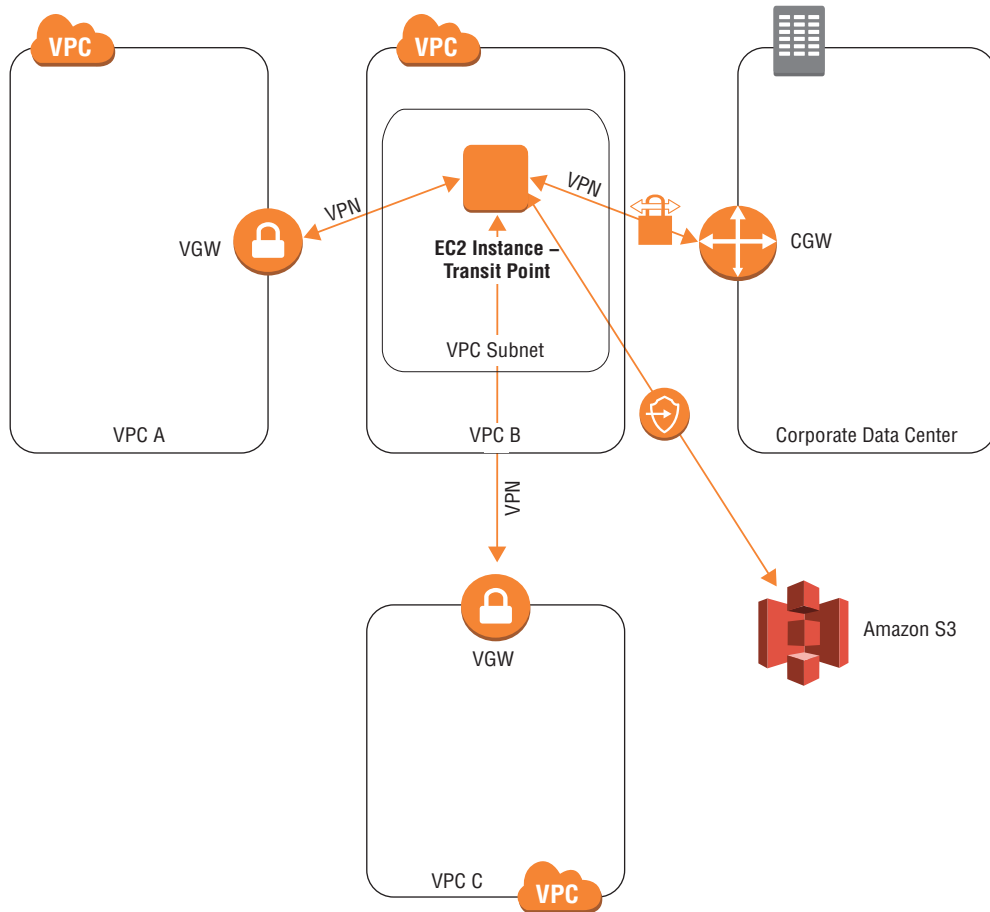 VPC
VPC
VPN
VPN
VGW
EC2 Instance –
Transit Point
CGW
VPC Subnet
VPC A
VPC B
Corporate Data Center
VPN
Amazon S3
VGW
VPC C
VPC